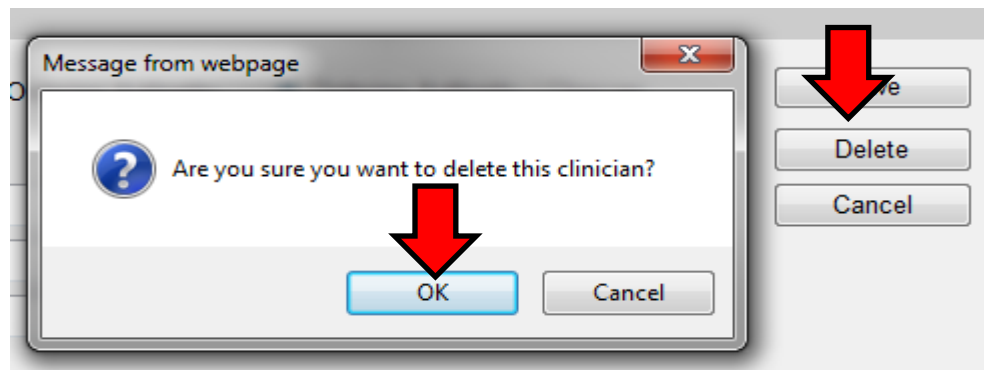 Message from webpage
Are you sure you want to delete this clinician?
OK
Cancel
Delete
Cancel